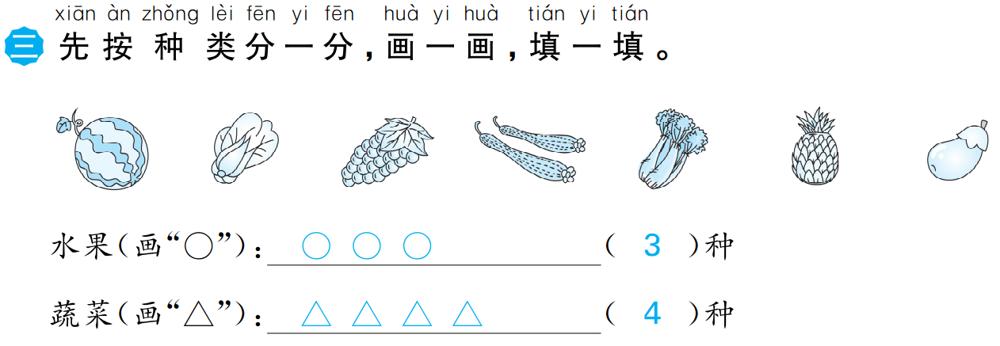 xiān àn zhǒng lèi fēn yi fēn huà yi huà tián yi tián
三 先按种类分一分,画一画,填一填。
水果(画“○”):○ ○ ○ ( 3 )种
蔬菜(画“△”):△ △ △ △ ( 4 )种